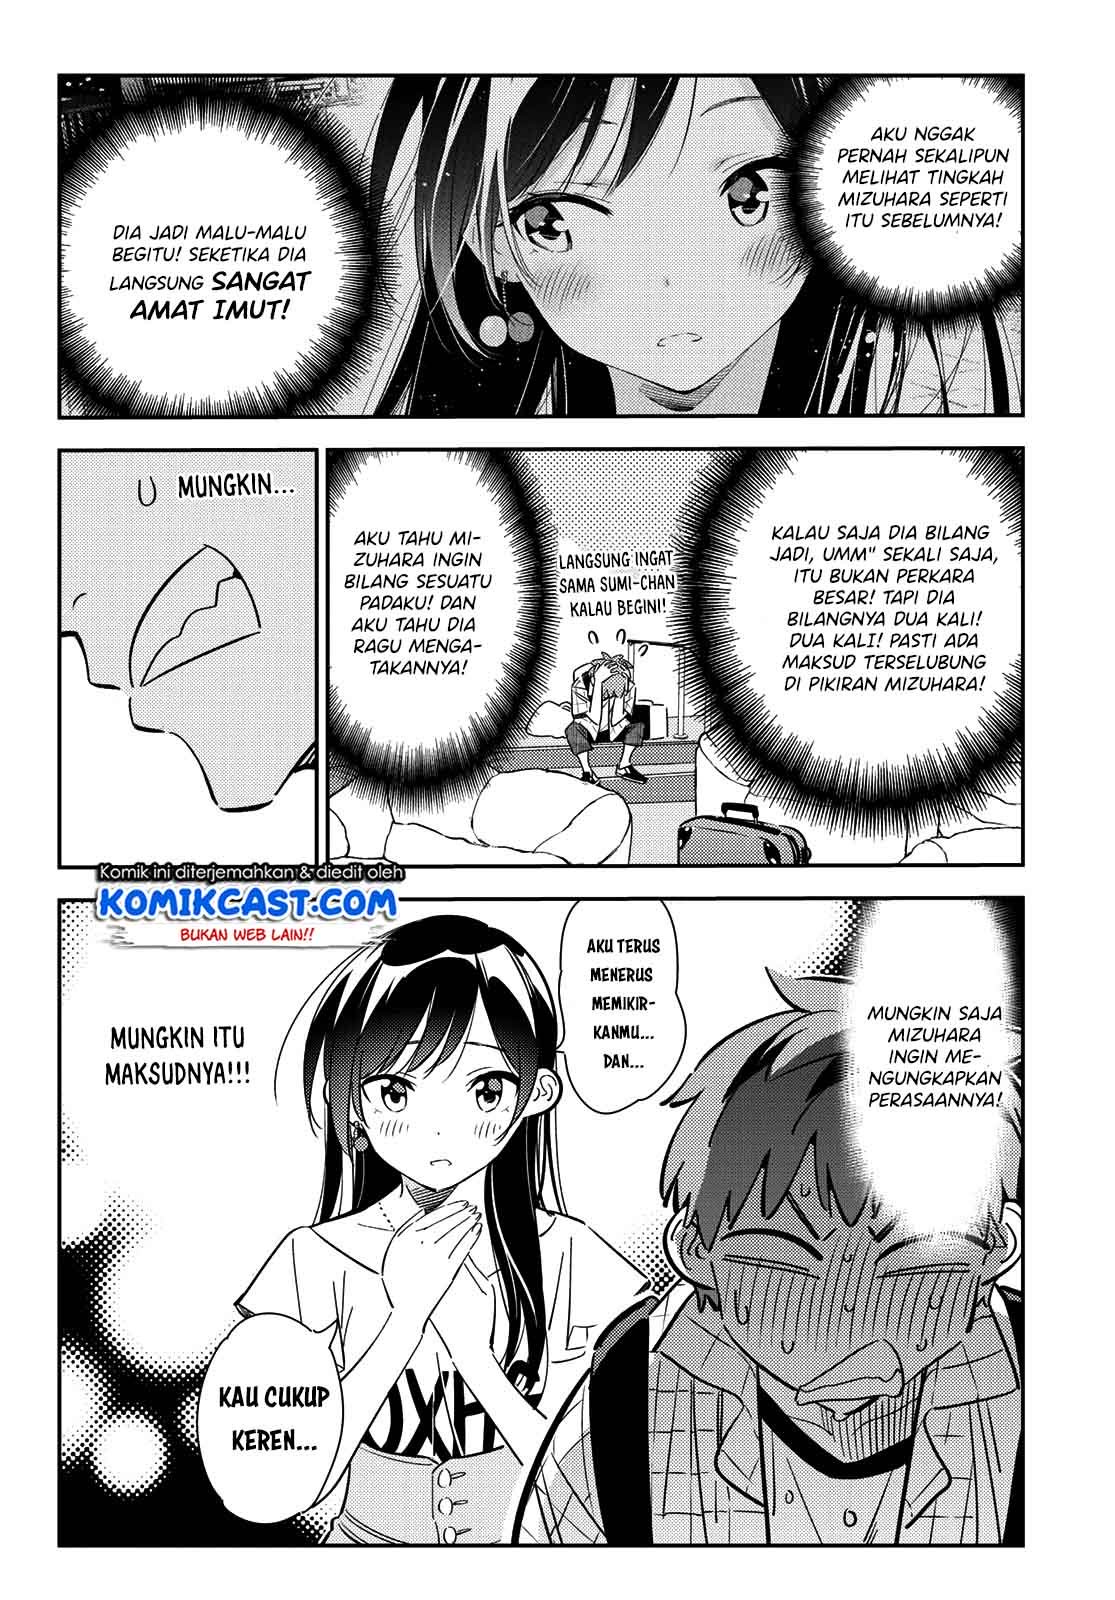 AKU NGGAK
PERNAH SEKALIPUN
MELIHAT TINGKAH
MIZUHARA SEPERTI
ITU SEBELUMNYA!
DIA JADI MALU-MALU
BEGITU! SEKETIKA DIA
LANGSUNG SANGAT
AMAT IMUT!
KALAU SAJA DIA BILANG
JADI, UMM" SEKALI SAJA,
ITU BUKAN PERKARA
BESAR! TAPI DIA
BILANGNYA DUA KALI!
DUA KALI! PASTI ADA
MAKSUD TERSELUBUNG
DI PIKIRAN MIZUHARA!
LANGSUNG INGAT
SAMA SUMI-CHAN
KALAU BEGINI!
AKU TAHU MI-
ZUHARA INGIN
BILANG SESUATU
PADAKU! DAN
AKU TAHU DIA
RAGU MENGA-
TAKANNYA!
MUNGKIN...
Komik ini diterjemahkan & diedit oleh
KOMIKCAST.COM
BUKAN WEB LAIN!!
MUNGKIN SAJA
MIZUHARA
INGIN ME-
NGUNGKAPKAN
PERASAANNYA!
AKU TERUS
MENERUS
MEMIKIR-
KANMU...
DAN...
KAU CUKUP
KEREN...
MUNGKIN ITU
MAKSUDNYA!!!